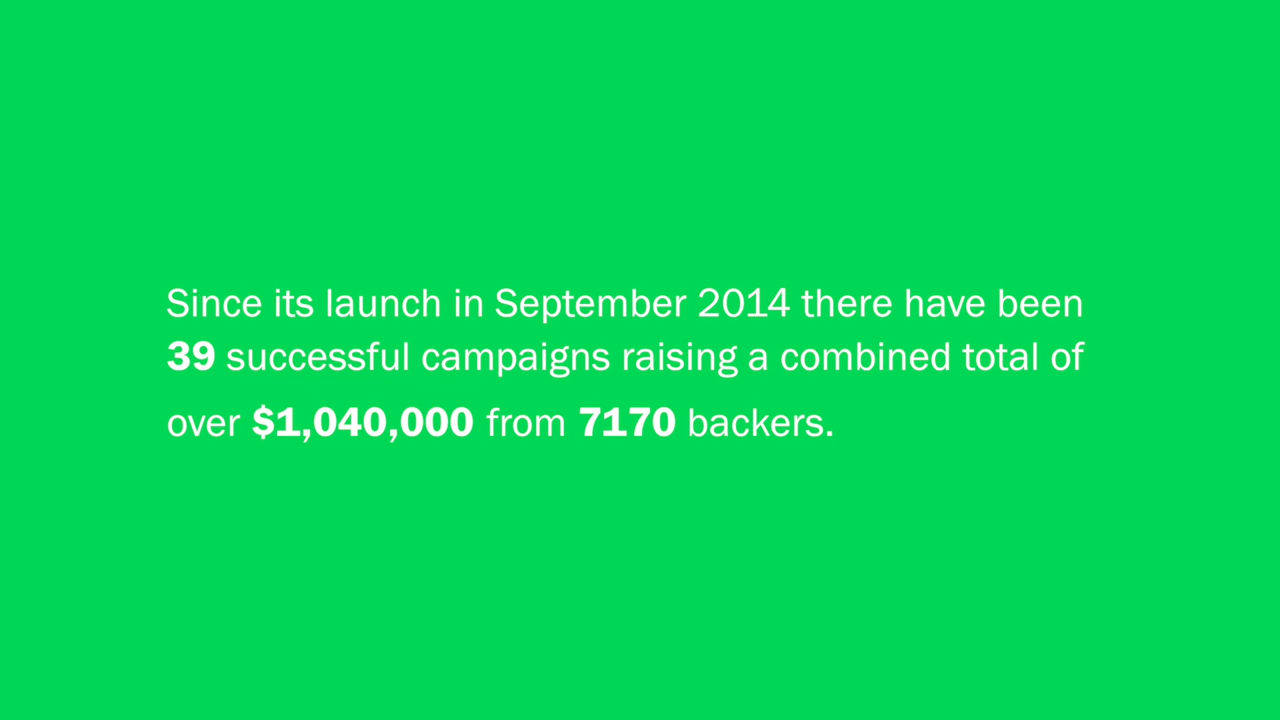 Since its launch in September 2014 there have been
39 successful campaigns raising a combined total of
over $1,040,000 from 7170 backers.